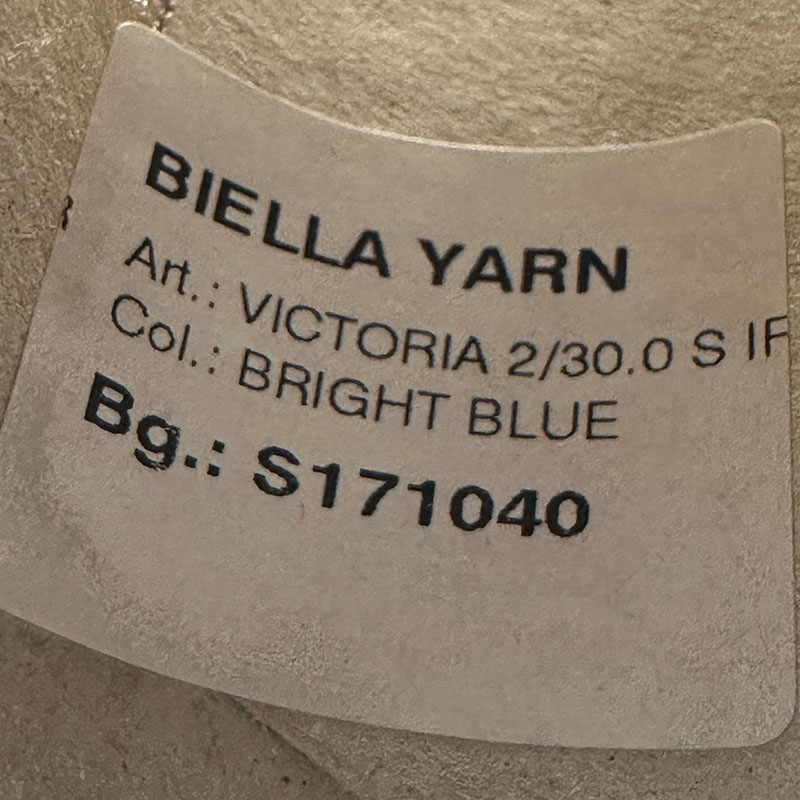 BIELLA YARN
Art.: VICTORIA 2/30.0 S IF
Col.: BRIGHT BLUE
Bg.: S171040